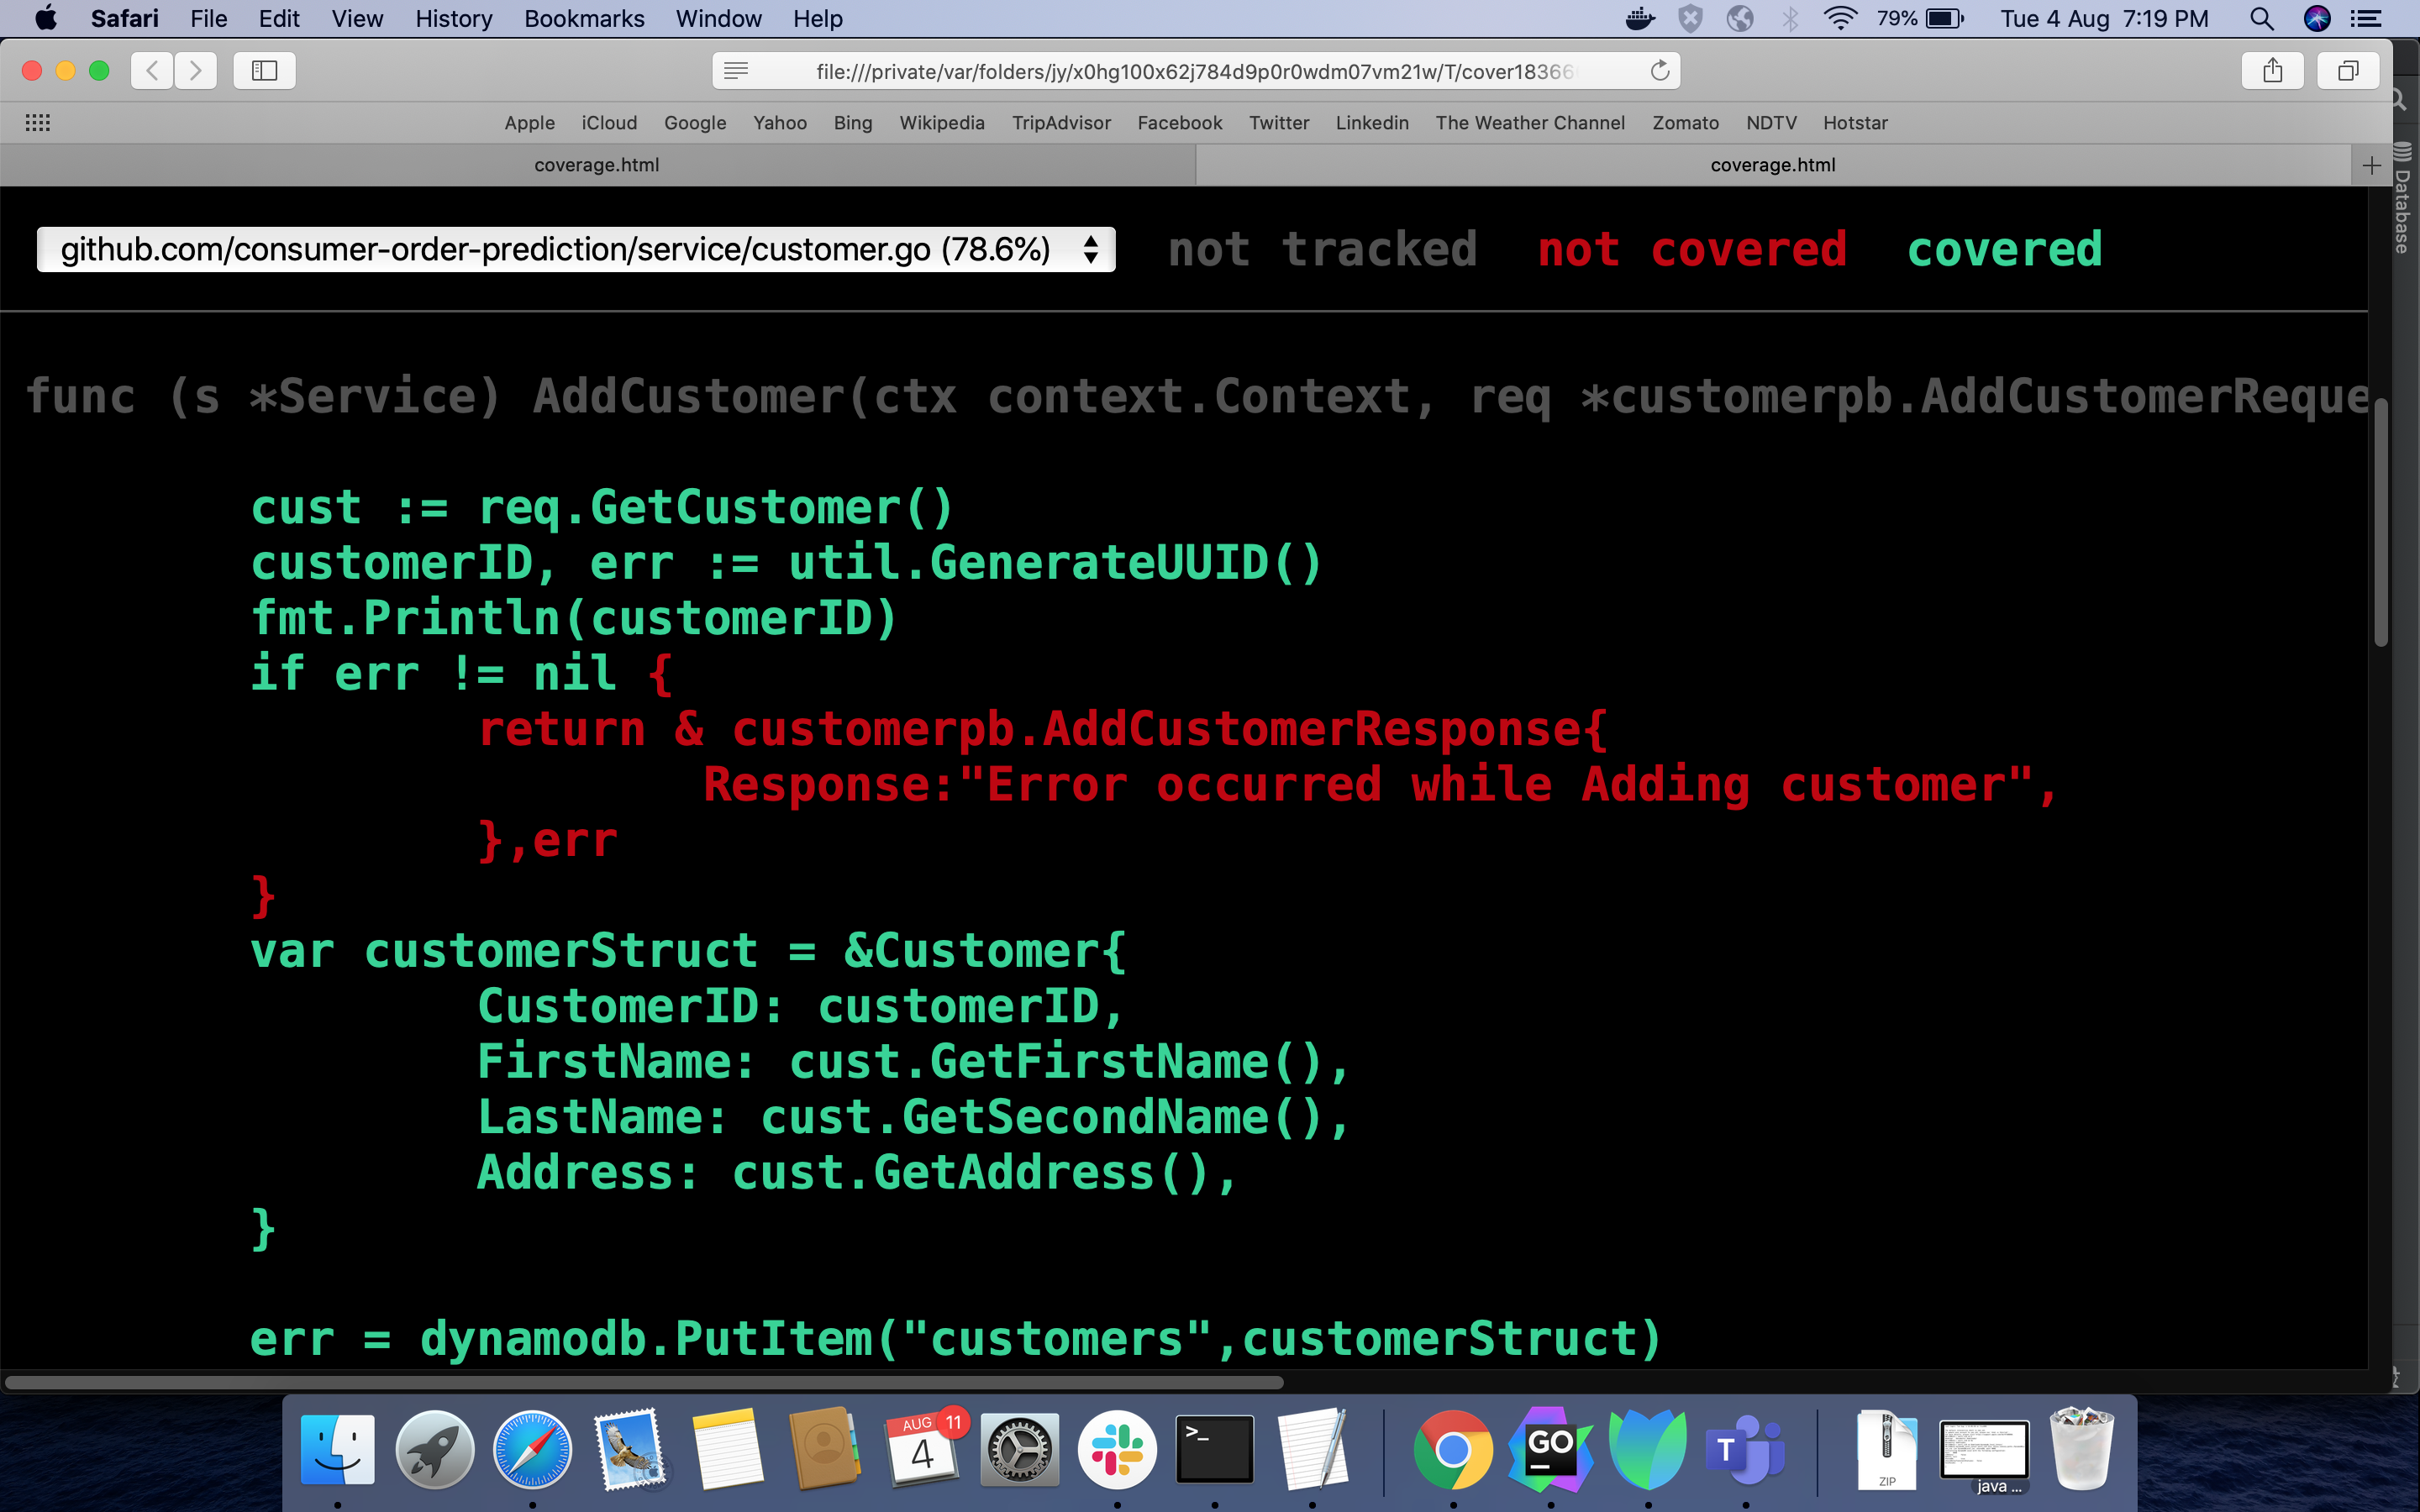 Safari File Edit View History Bookmarks Window Help 79% Tue 4 Aug 7:19 PM
file:///private/var/folders/jy/x0hg100x62j784d9p0r0wdm07vm21w/T/cover18366
Apple iCloud Google Yahoo Bing Wikipedia TripAdvisor Facebook Twitter Linkedin The Weather Channel Zomato NDTV Hotstar
coverage.html coverage.html
Database
github.com/consumer-order-prediction/service/customer.go (78.6%) not tracked not covered covered
func (s *Service) AddCustomer(ctx context.Context, req *customerpb.AddCustomerReque
cust := req.GetCustomer()
customerID, err := util.GenerateUUID()
fmt.Println(customerID)
if err != nil {
return & customerpb.AddCustomerResponse{
Response:"Error occurred while Adding customer",
},err
}
var customerStruct = &Customer{
CustomerID: customerID,
FirstName: cust.GetFirstName(),
LastName: cust.GetSecondName(),
Address: cust.GetAddress(),
}
err = dynamodb.PutItem("customers",customerStruct)
AUG 11
4
>_
GO
T
ZIP
java ...